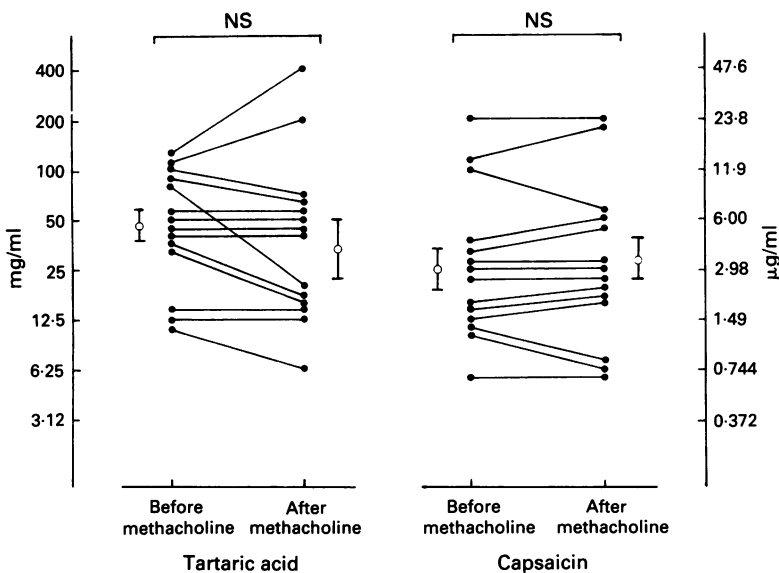 NS
NS
400
200
100
50
25
12·5
6·25
3·12
mg/ml
47·6
23·8
11·9
6·00
2·98
1·49
0·744
0·372
μg/ml
Before
methacholine
After
methacholine
Before
methacholine
After
methacholine
Tartaric acid
Capsaicin